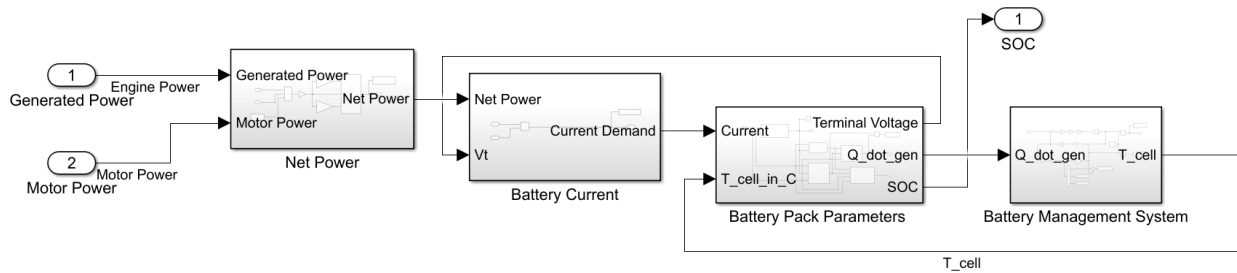 1
SOC
1
Generated Power
Engine Power
Generated Power
Net Power
Motor Power
Net Power
2
Motor Power
Motor Power
Net Power
Current Demand
Vt
Battery Current
Current
Terminal Voltage
Q_dot_gen
T_cell_in_C
SOC
Battery Pack Parameters
Q_dot_gen
T_cell
Battery Management System
T_cell